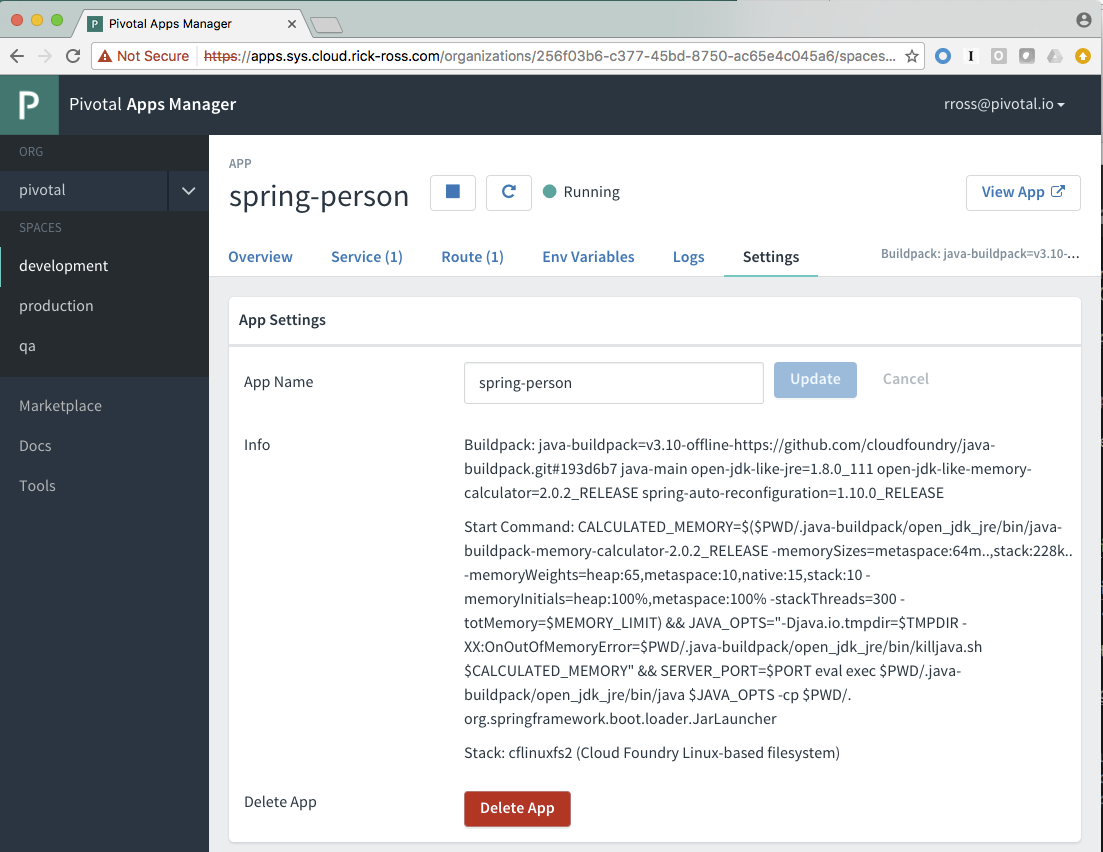 P Pivotal Apps Manager
Not Secure https://apps.sys.cloud.rick-ross.com/organizations/256f03b6-c377-45bd-8750-ac65e4c045a6/spaces...
P Pivotal Apps Manager
rross@pivotal.io
ORG
pivotal
SPACES
development
production
qa
Marketplace
Docs
Tools
APP
spring-person
Running
View App
Overview Service (1) Route (1) Env Variables Logs Settings
Buildpack: java-buildpack=v3.10-...
App Settings
App Name
spring-person
Update Cancel
Info
Buildpack: java-buildpack=v3.10-offline-https://github.com/cloudfoundry/java-
buildpack.git#193d6b7 java-main open-jdk-like-jre=1.8.0_111 open-jdk-like-memory-
calculator=2.0.2_RELEASE spring-auto-reconfiguration=1.10.0_RELEASE
Start Command: CALCULATED_MEMORY=$($PWD/.java-buildpack/open_jdk_jre/bin/java-
buildpack-memory-calculator-2.0.2_RELEASE -memorySizes=metaspace:64m..,stack:228k..
-memoryWeights=heap:65,metaspace:10,native:15,stack:10 -
memoryInitials=heap:100%,metaspace:100% -stackThreads=300 -
totMemory=$MEMORY_LIMIT) && JAVA_OPTS="-Djava.io.tmpdir=$TMPDIR -
XX:OnOutOfMemoryError=$PWD/.java-buildpack/open_jdk_jre/bin/killjava.sh
$CALCULATED_MEMORY" && SERVER_PORT=$PORT eval exec $PWD/.java-
buildpack/open_jdk_jre/bin/java $JAVA_OPTS -cp $PWD/.
org.springframework.boot.loader.JarLauncher
Stack: cflinuxfs2 (Cloud Foundry Linux-based filesystem)
Delete App
Delete App